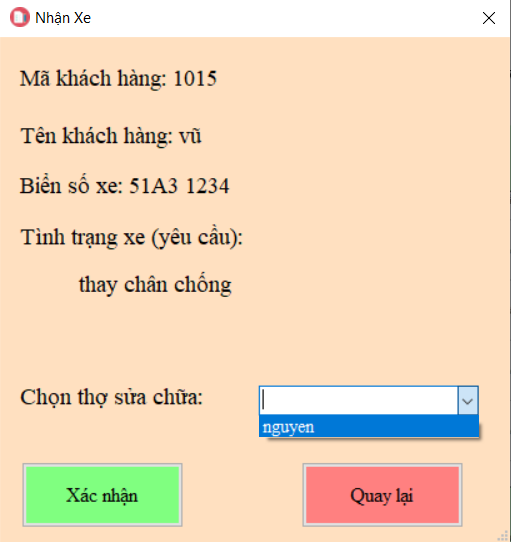 Nhận Xe
Mã khách hàng: 1015
Tên khách hàng: vũ
Biển số xe: 51A3 1234
Tình trạng xe (yêu cầu):
thay chân chống
Chọn thợ sửa chữa:
nguyen
Xác nhận
Quay lại